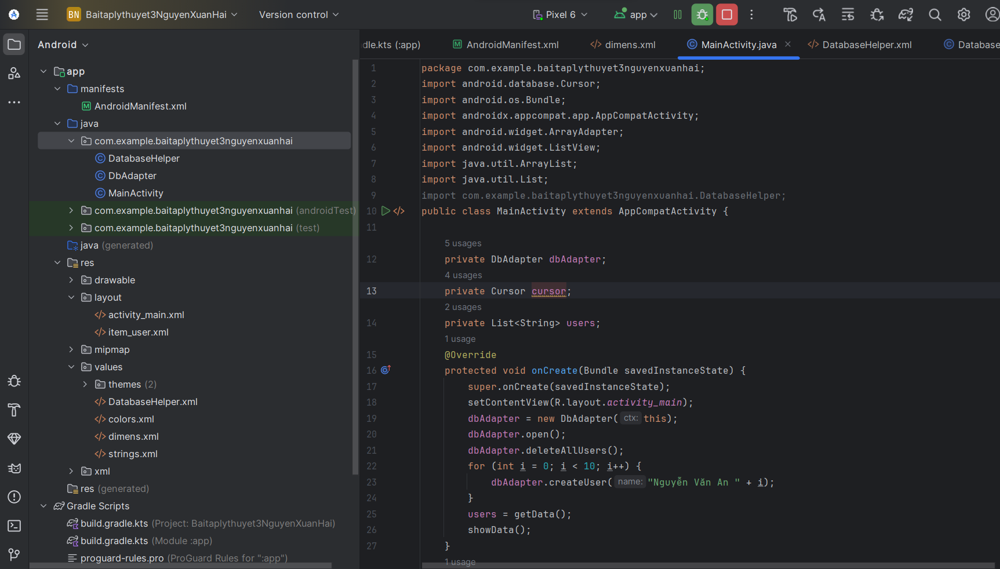 BN Baitaplythuyet3NguyenXuanHai Version control Pixel 6 app
Android
app
manifests
AndroidManifest.xml
java
com.example.baitaplythuyet3nguyenxuanhai
DatabaseHelper
DbAdapter
MainActivity
com.example.baitaplythuyet3nguyenxuanhai (androidTest)
com.example.baitaplythuyet3nguyenxuanhai (test)
java (generated)
res
drawable
layout
activity_main.xml
item_user.xml
mipmap
values
themes (2)
DatabaseHelper.xml
colors.xml
dimens.xml
strings.xml
xml
res (generated)
Gradle Scripts
build.gradle.kts (Project: Baitaplythuyet3NguyenXuanHai)
build.gradle.kts (Module :app)
proguard-rules.pro (ProGuard Rules for ":app")
dle.kts (:app) AndroidManifest.xml dimens.xml MainActivity.java DatabaseHelper.xml Database
1 package com.example.baitaplythuyet3nguyenxuanhai;
2 import android.database.Cursor;
3 import android.os.Bundle;
4 import androidx.appcompat.app.AppCompatActivity;
5 import android.widget.ArrayAdapter;
6 import android.widget.ListView;
7 import java.util.ArrayList;
8 import java.util.List;
9 import com.example.baitaplythuyet3nguyenxuanhai.DatabaseHelper;
10 public class MainActivity extends AppCompatActivity {
11
5 usages
12 private DbAdapter dbAdapter;
4 usages
13 private Cursor cursor;
2 usages
14 private List<String> users;
1 usage
15 @Override
16 protected void onCreate(Bundle savedInstanceState) {
17 super.onCreate(savedInstanceState);
18 setContentView(R.layout.activity_main);
19 dbAdapter = new DbAdapter( ctx: this);
20 dbAdapter.open();
21 dbAdapter.deleteAllUsers();
22 for (int i = 0; i < 10; i++) {
23 dbAdapter.createUser( name: "Nguyễn Văn An " + i);
24 }
25 users = getData();
26 showData();
27 }
1 usage